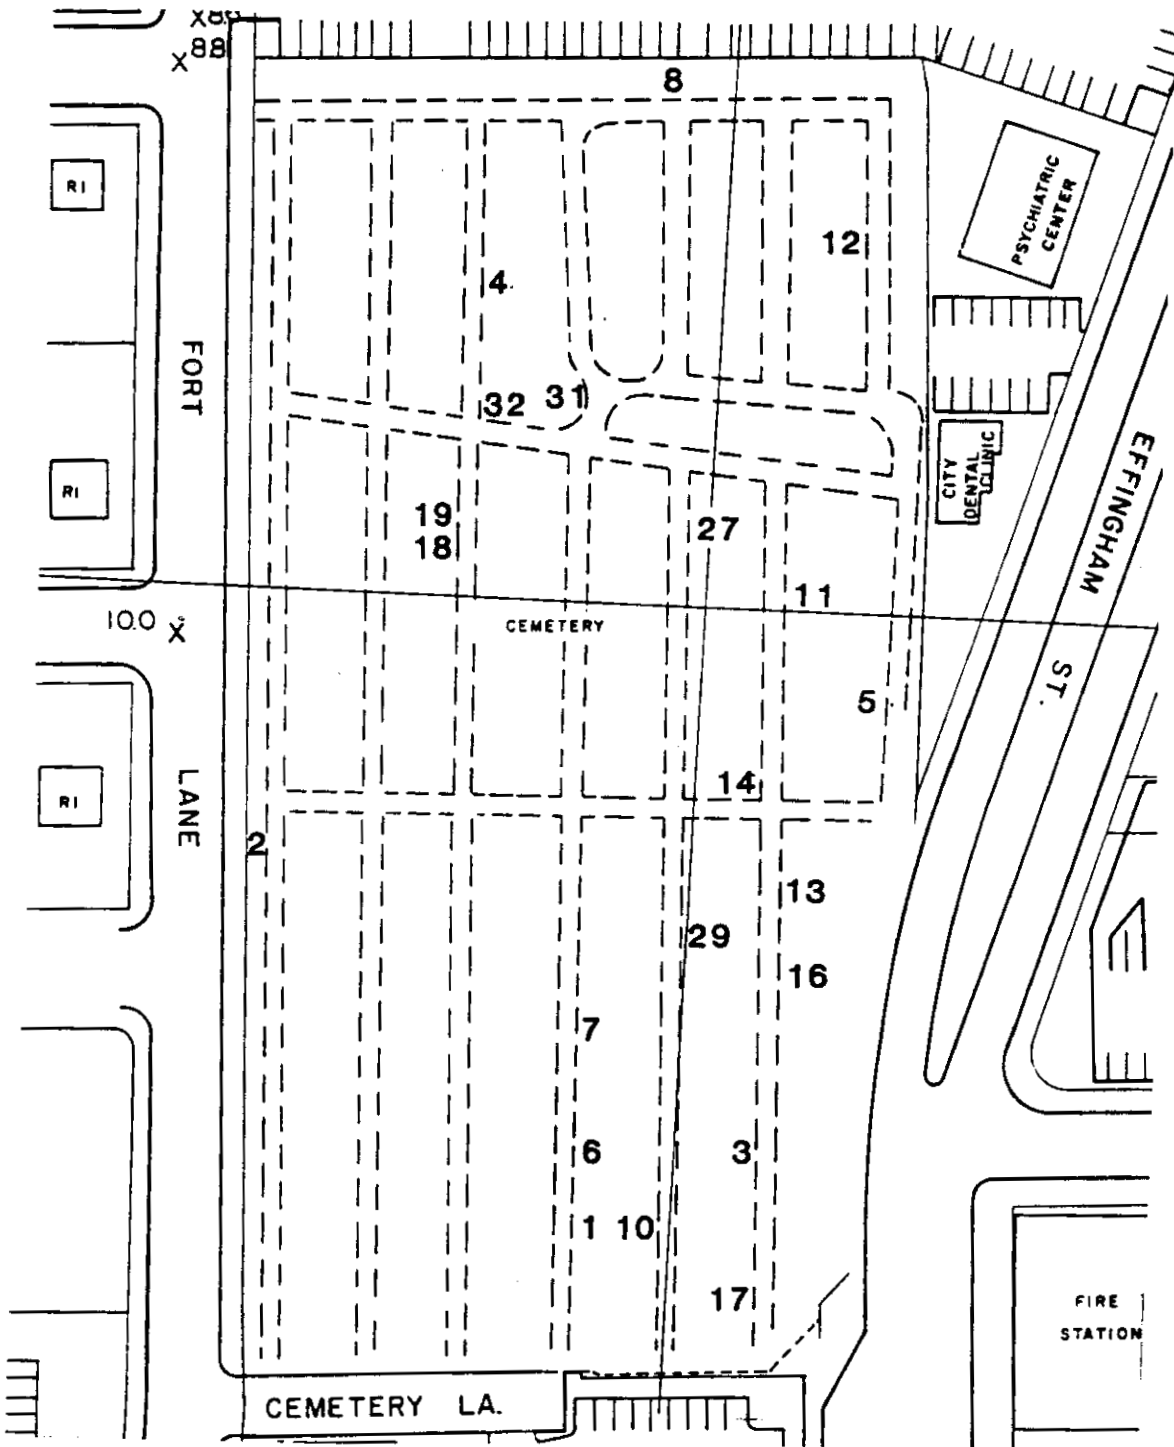 X8.6
X88
8
RI
PSYCHIATRIC
CENTER
12
4
FORT
32 31
RI
CITY
DENTAL
CLINIC
EFFINGHAM
ST.
19
18
27
11
10.0 X
CEMETERY
5
LANE
RI
14
2
13
29
16
7
6
3
1 10
17
FIRE
STATION
CEMETERY LA.